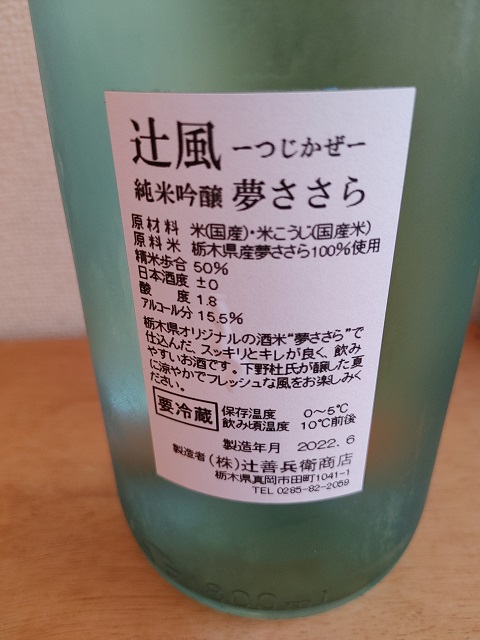 辻風 ーつじかぜー
純米吟醸 夢ささら
原材料 米(国産)・米こうじ(国産米)
原料米 栃木県産夢ささら100%使用
精米歩合 50%
日本酒度 ±0
酸度 1.8
アルコール分 15.5%
栃木県オリジナルの酒米“夢ささら”で
仕込んだ、スッキリとキレが良く、飲み
やすいお酒です。下野杜氏が醸した夏
に涼やかでフレッシュな風をお楽しみく
ださい。
要冷蔵 保存温度 0〜5℃
飲み頃温度 10℃前後
製造年月 2022. 6
製造者 (株)辻善兵衛商店
栃木県真岡市田町1041-1
TEL 0285-82-2059